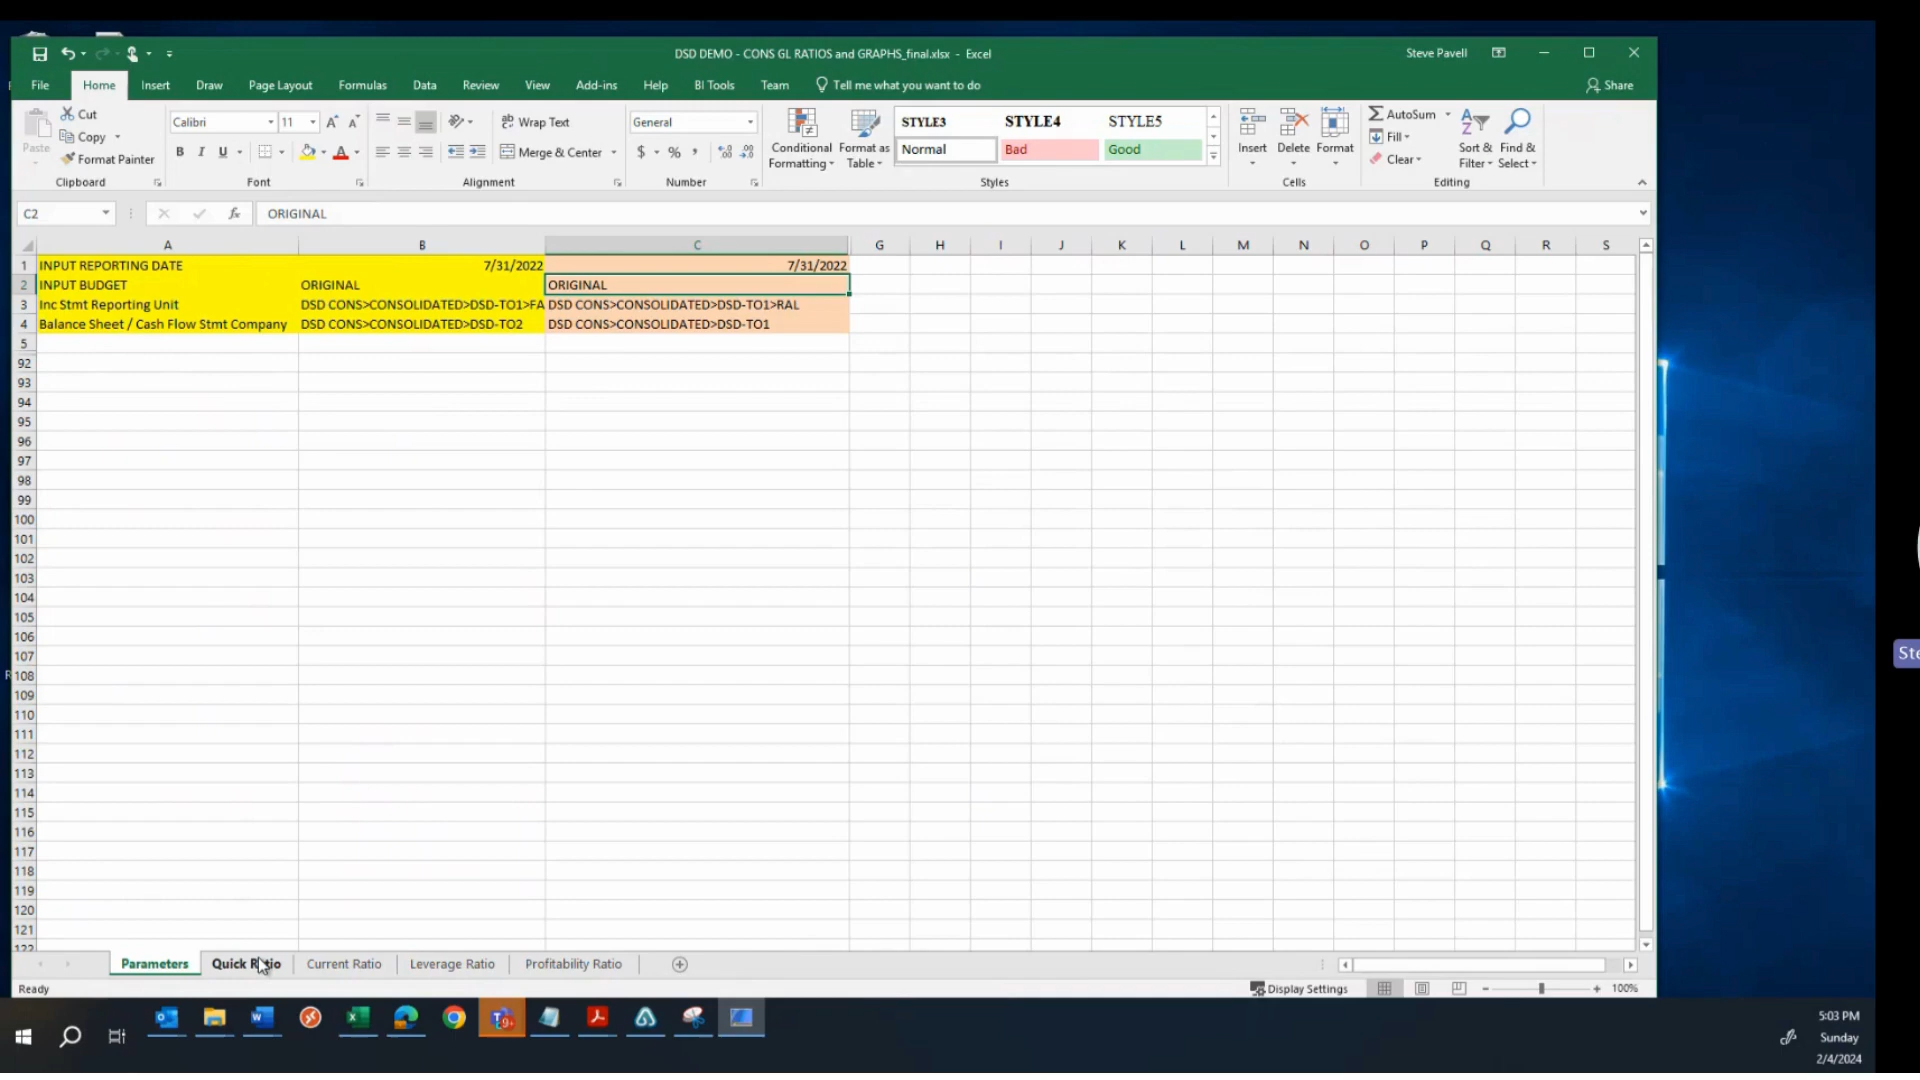 DSD DEMO - CONS GL RATIOS and GRAPHS_final.xlsx - Excel
Steve Pavell
File Home Insert Draw Page Layout Formulas Data Review View Add-ins Help BI Tools Team Tell me what you want to do Share
Paste
Cut
Copy
Format Painter
Clipboard
Calibri 11
B I U
Font
Wrap Text
Merge & Center
Alignment
General
$ % ,
Number
Conditional Formatting
Format as Table
STYLE3 STYLE4 STYLE5
Normal Bad Good
Styles
Insert Delete Format
Cells
AutoSum
Fill
Clear
Sort & Filter
Find & Select
Editing
C2 fx ORIGINAL
A B C G H I J K L M N O P Q R S
1 INPUT REPORTING DATE 7/31/2022 7/31/2022
2 INPUT BUDGET ORIGINAL ORIGINAL
3 Inc Stmt Reporting Unit DSD CONS>CONSOLIDATED>DSD-TO1>FA DSD CONS>CONSOLIDATED>DSD-TO1>RAL
4 Balance Sheet / Cash Flow Stmt Company DSD CONS>CONSOLIDATED>DSD-TO2 DSD CONS>CONSOLIDATED>DSD-TO1
5
92
93
94
95
96
97
98
99
100
101
102
103
104
105
106
107
108
109
110
111
112
113
114
115
116
117
118
119
120
121
122
Parameters Quick Ratio Current Ratio Leverage Ratio Profitability Ratio
Ready Display Settings 100%
Ste
5:03 PM
Sunday
2/4/2024